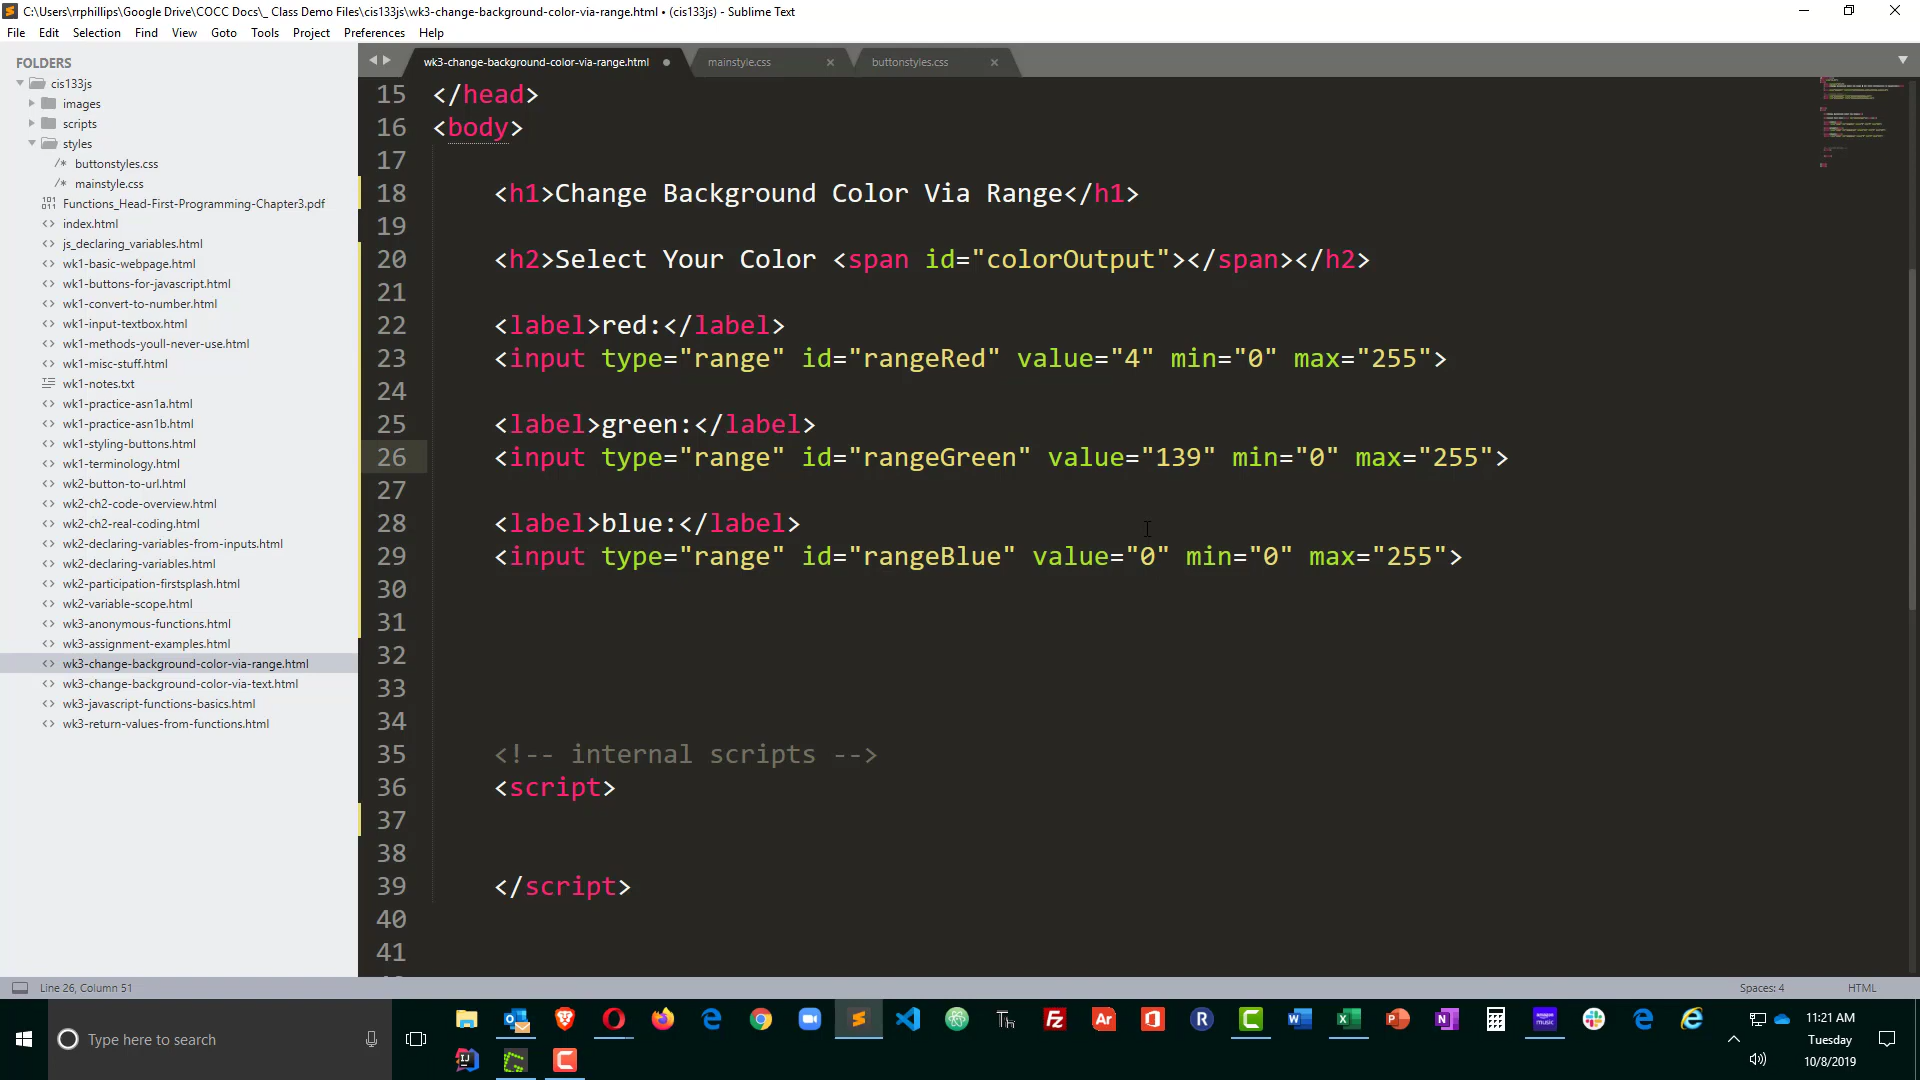 C:\Users\rrphillips\Google Drive\COCC Docs\_ Class Demo Files\cis133js\wk3-change-background-color-via-range.html • (cis133js) - Sublime Text
File Edit Selection Find View Goto Tools Project Preferences Help
FOLDERS
cis133js
images
scripts
styles
/* buttonstyles.css
/* mainstyle.css
Functions_Head-First-Programming-Chapter3.pdf
<> index.html
<> js_declaring_variables.html
<> wk1-basic-webpage.html
<> wk1-buttons-for-javascript.html
<> wk1-convert-to-number.html
<> wk1-input-textbox.html
<> wk1-methods-youll-never-use.html
<> wk1-misc-stuff.html
wk1-notes.txt
<> wk1-practice-asn1a.html
<> wk1-practice-asn1b.html
<> wk1-styling-buttons.html
<> wk1-terminology.html
<> wk2-button-to-url.html
<> wk2-ch2-code-overview.html
<> wk2-ch2-real-coding.html
<> wk2-declaring-variables-from-inputs.html
<> wk2-declaring-variables.html
<> wk2-participation-firstsplash.html
<> wk2-variable-scope.html
<> wk3-anonymous-functions.html
<> wk3-assignment-examples.html
<> wk3-change-background-color-via-range.html
<> wk3-change-background-color-via-text.html
<> wk3-javascript-functions-basics.html
<> wk3-return-values-from-functions.html
wk3-change-background-color-via-range.html mainstyle.css buttonstyles.css
15 </head>
16 <body>
17
18 <h1>Change Background Color Via Range</h1>
19
20 <h2>Select Your Color <span id="colorOutput"></span></h2>
21
22 <label>red:</label>
23 <input type="range" id="rangeRed" value="4" min="0" max="255">
24
25 <label>green:</label>
26 <input type="range" id="rangeGreen" value="139" min="0" max="255">
27
28 <label>blue:</label>
29 <input type="range" id="rangeBlue" value="0" min="0" max="255">
30
31
32
33
34
35 <!-- internal scripts -->
36 <script>
37
38
39 </script>
40
41
Line 26, Column 51 Spaces: 4 HTML
Type here to search
11:21 AM
Tuesday
10/8/2019